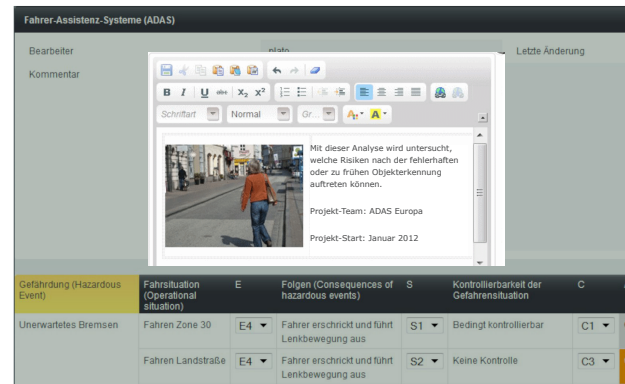 Fahrer-Assistenz-Systeme (ADAS)
Bearbeiter
plato
Letzte Änderung
Kommentar
B I U abc X₂ X²
Schriftart
Normal
Gr...
A
Mit dieser Analyse wird untersucht,
welche Risiken nach der fehlerhaften
oder zu frühen Objekterkennung
auftreten können.
Projekt-Team: ADAS Europa
Projekt-Start: Januar 2012
Gefährdung (Hazardous
Event)
Fahrsituation
(Operational
situation)
E
Folgen (Consequences of
hazardous events)
S
Kontrollierbarkeit der
Gefahrensituation
C
Unerwartetes Bremsen
Fahren Zone 30
E4
Fahrer erschrickt und führt
Lenkbewegung aus
S1
Bedingt kontrollierbar
C1
Fahren Landstraße
E4
Fahrer erschrickt und führt
Lenkbewegung aus
S2
Keine Kontrolle
C3